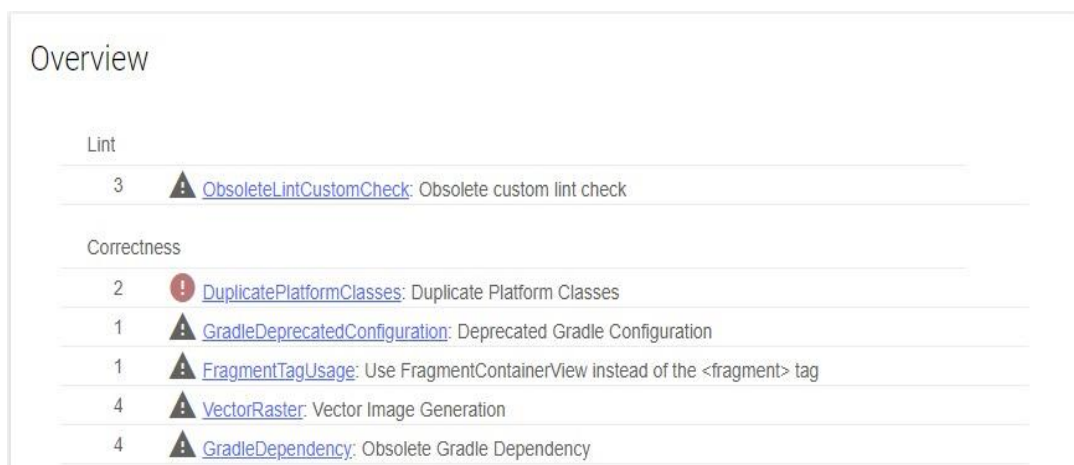 Overview
Lint
3 ObsoleteLintCustomCheck: Obsolete custom lint check
Correctness
2 DuplicatePlatformClasses: Duplicate Platform Classes
1 GradleDeprecatedConfiguration: Deprecated Gradle Configuration
1 FragmentTagUsage: Use FragmentContainerView instead of the <fragment> tag
4 VectorRaster: Vector Image Generation
4 GradleDependency: Obsolete Gradle Dependency